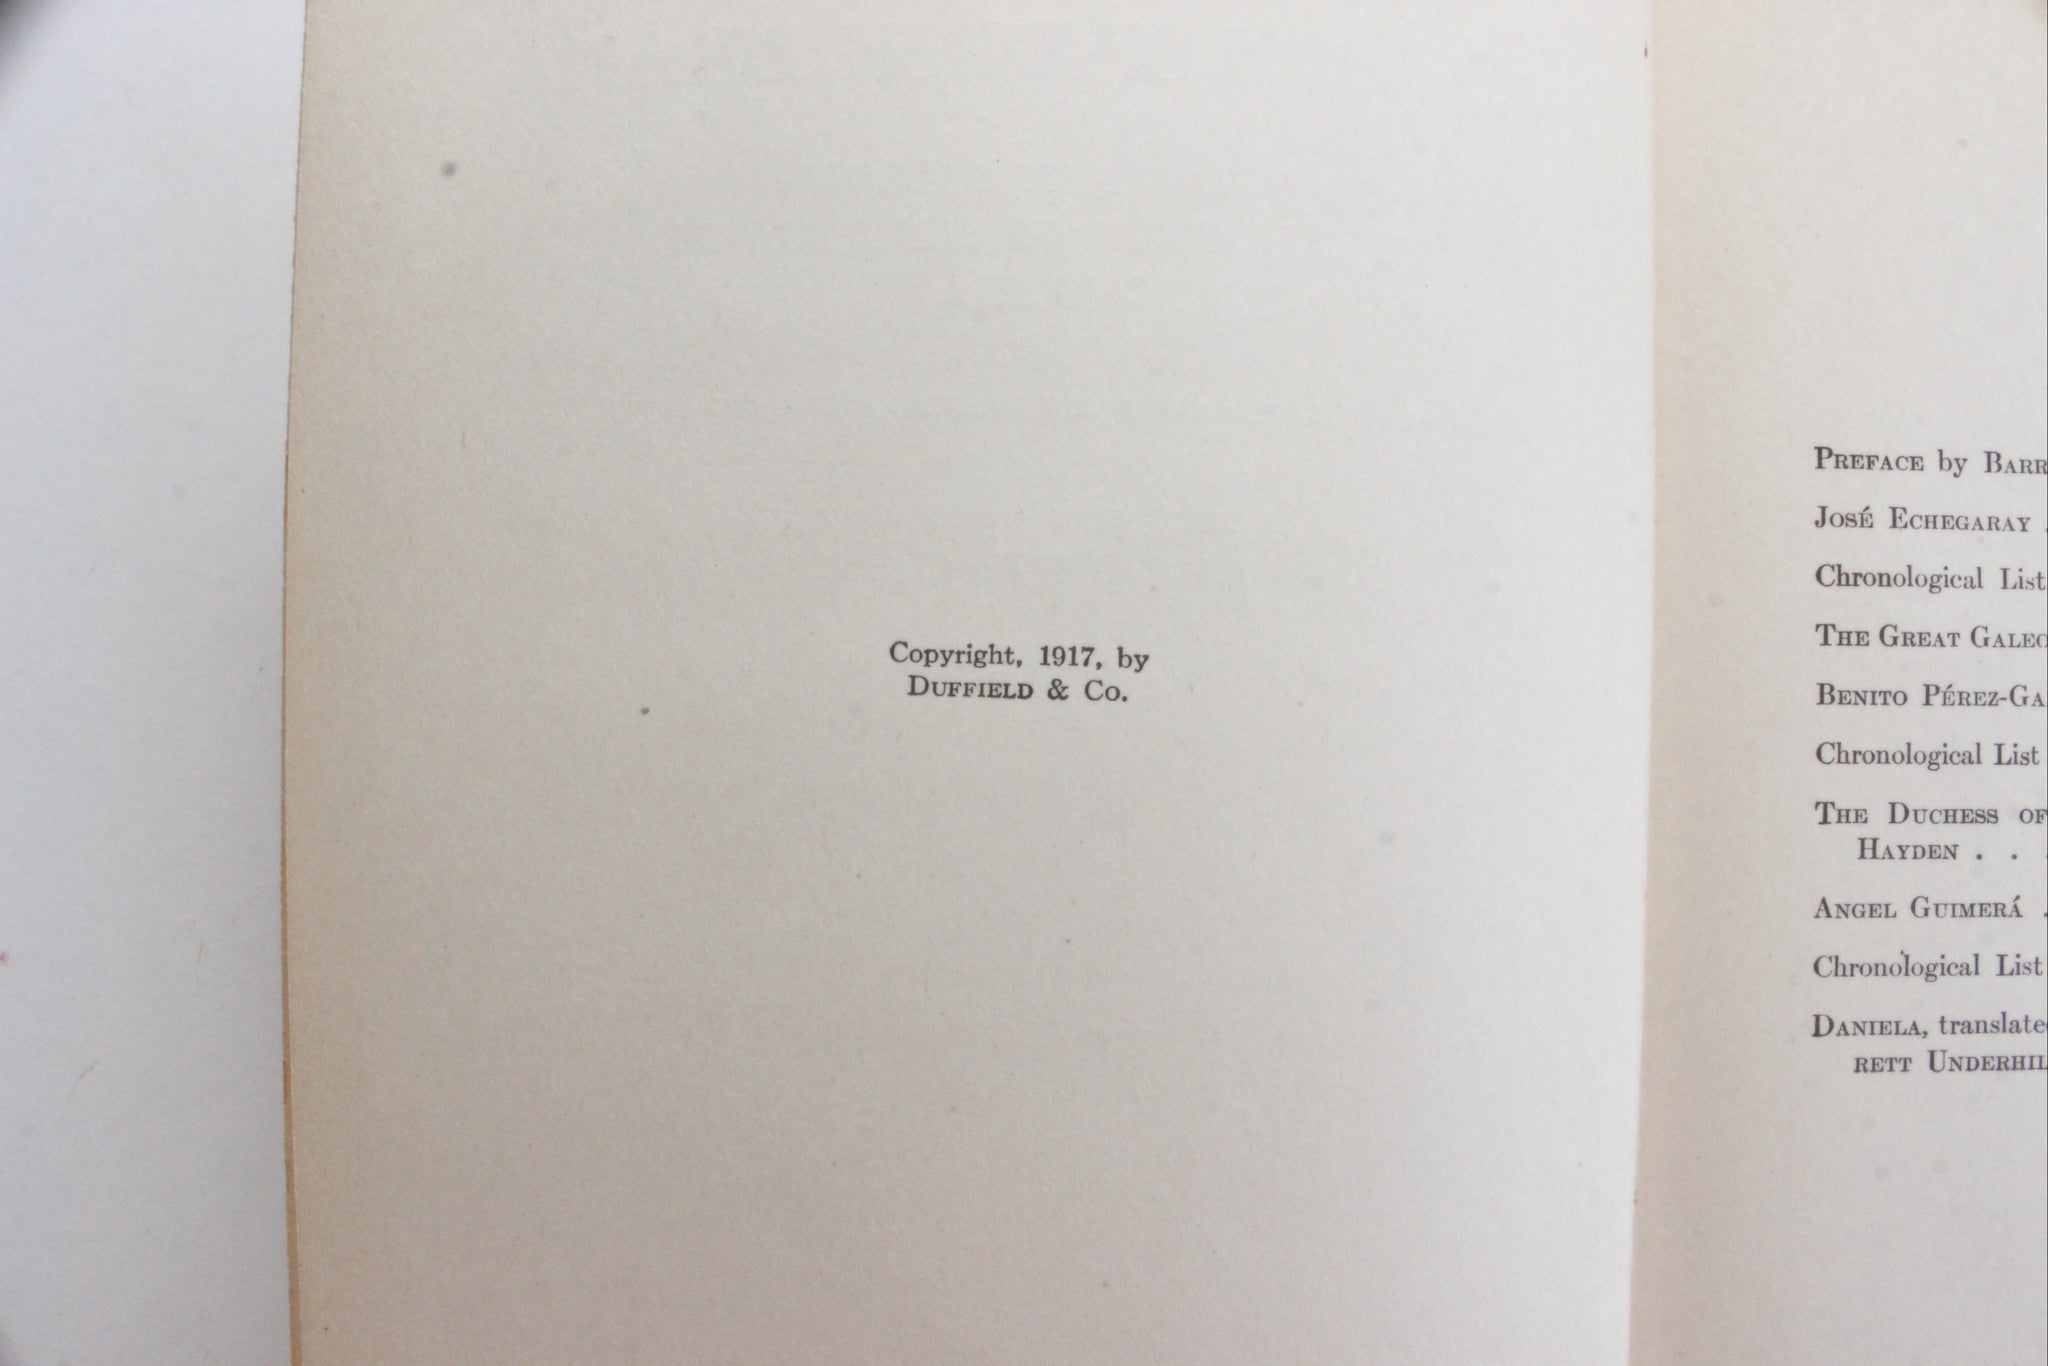 Copyright, 1917, by
DUFFIELD & Co.
PREFACE by BARR
JOSÉ ECHEGARAY .
Chronological List
THE GREAT GALEO
BENITO PÉREZ-GA
Chronological List
THE DUCHESS OF
HAYDEN . . .
ANGEL GUIMERÁ .
Chronological List
DANIELA, translate
RETT UNDERHIL